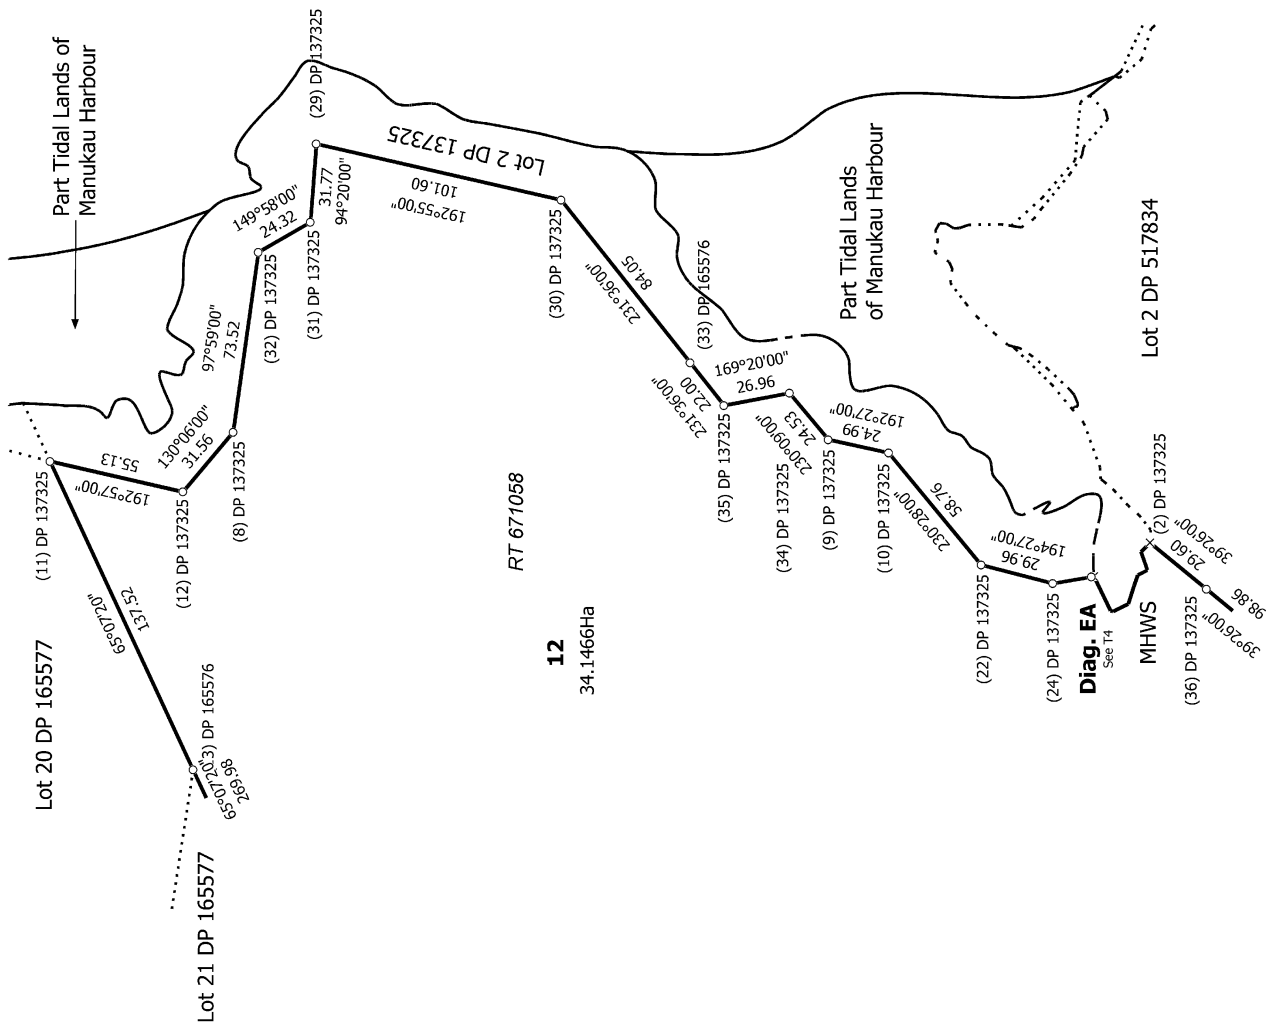 Part Tidal Lands of
Manukau Harbour
(29) DP 137325
Lot 2 DP 137325
149°58'00"
24.32
31.77
94°20'00"
101.60
192°55'00"
(11) DP 137325
55.13
192°57'00"
130°06'00"
31.56
97°59'00"
73.52
(32) DP 137325
(31) DP 137325
(12) DP 137325
(8) DP 137325
(30) DP 137325
84.05
231°36'00"
(33) DP 165576
Part Tidal Lands
of Manukau Harbour
Lot 2 DP 517834
22.00
231°36'00"
169°02'00"
26.96
24.53
230°09'00"
24.99
192°27'00"
(35) DP 137325
(34) DP 137325
(9) DP 137325
(10) DP 137325
58.76
230°28'00"
RT 671058
29.96
194°27'00"
(2) DP 137325
29.60
39°26'00"
98.86
39°26'00"
(22) DP 137325
(24) DP 137325
Diag. EA
See T4
MHWS
(36) DP 137325
12
34.1466Ha
Lot 20 DP 165577
137.52
65°07'20"
3) DP 165576
65°07'20"
269.98
Lot 21 DP 165577